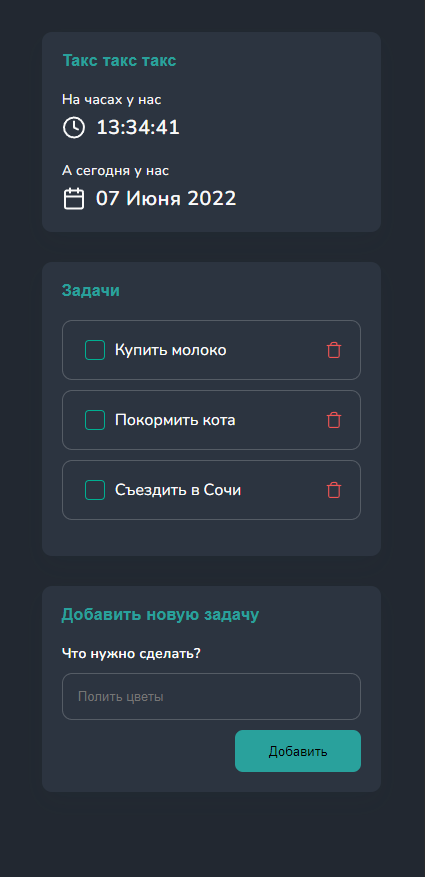 Такс такс такс
На часах у нас
13:34:41
А сегодня у нас
07 Июня 2022
Задачи
Купить молоко
Покормить кота
Съездить в Сочи
Добавить новую задачу
Что нужно сделать?
Полить цветы
Добавить